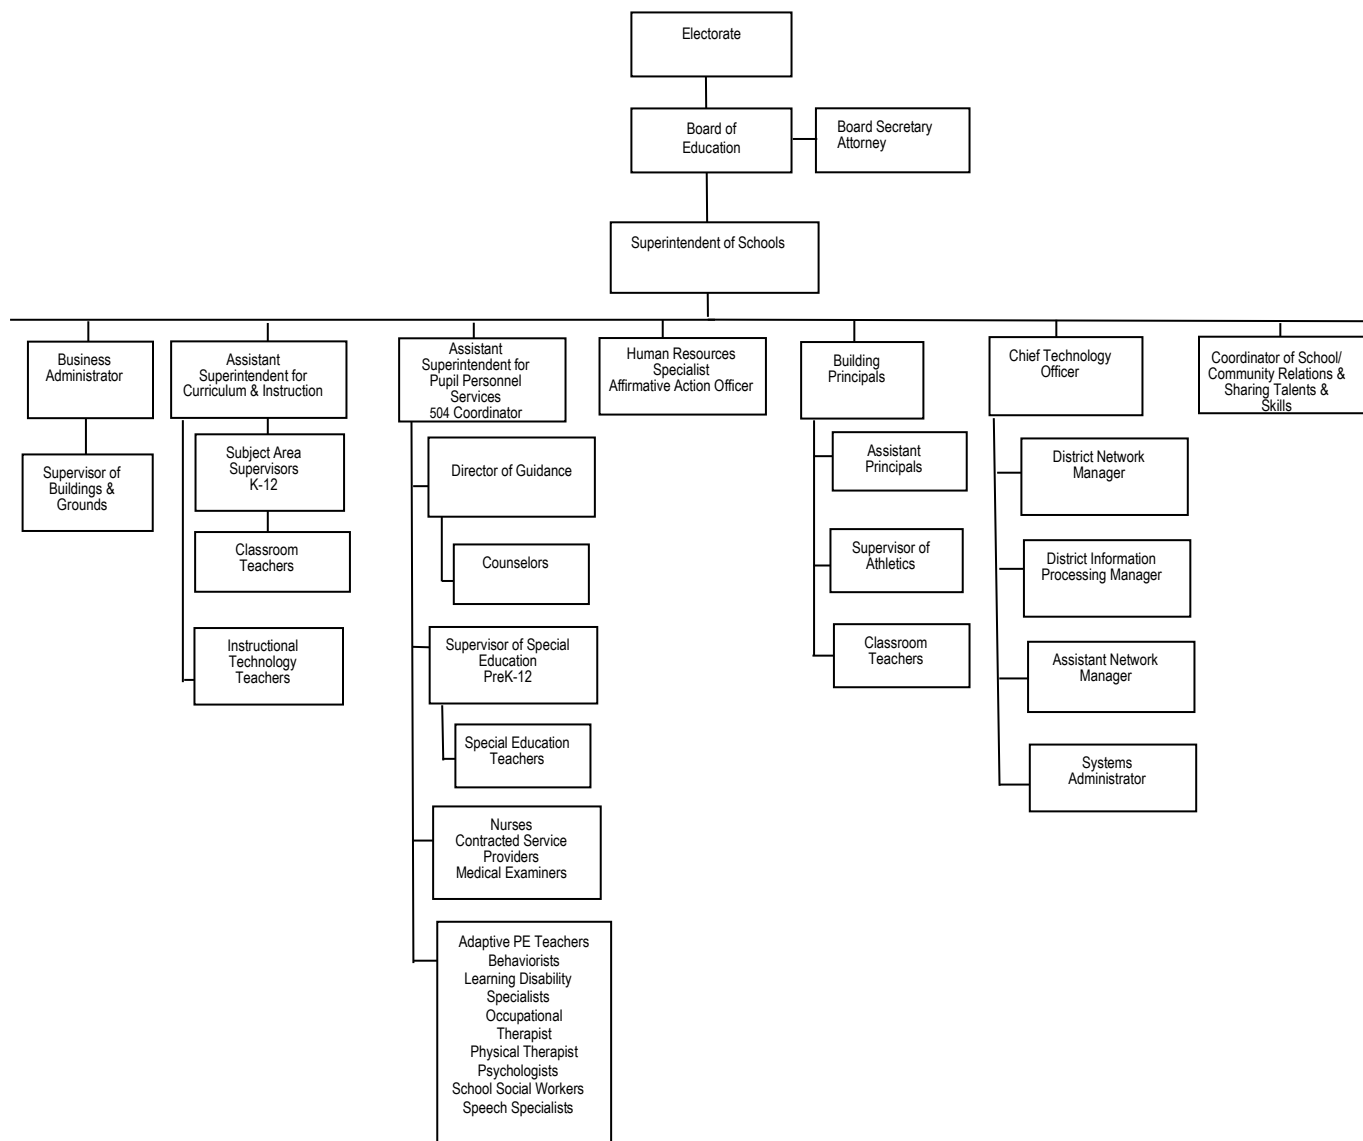 Electorate
Board of
Education
Board Secretary
Attorney
Superintendent of Schools
Business
Administrator
Supervisor of
Buildings &
Grounds
Assistant
Superintendent for
Curriculum & Instruction
Subject Area
Supervisors
K-12
Classroom
Teachers
Instructional
Technology
Teachers
Assistant
Superintendent for
Pupil Personnel
Services
504 Coordinator
Director of Guidance
Counselors
Supervisor of Special
Education
PreK-12
Special Education
Teachers
Nurses
Contracted Service
Providers
Medical Examiners
Adaptive PE Teachers
Behaviorists
Learning Disability
Specialists
Occupational
Therapist
Physical Therapist
Psychologists
School Social Workers
Speech Specialists
Human Resources
Specialist
Affirmative Action Officer
Building
Principals
Assistant
Principals
Supervisor of
Athletics
Classroom
Teachers
Chief Technology
Officer
District Network
Manager
District Information
Processing Manager
Assistant Network
Manager
Systems
Administrator
Coordinator of School/
Community Relations &
Sharing Talents &
Skills